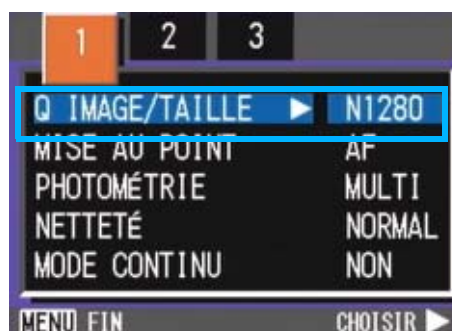 1 2 3
Q IMAGE/TAILLE ▶ N1280
MISE AU POINT AF
PHOTOMÉTRIE MULTI
NETTETÉ NORMAL
MODE CONTINU NON
MENU FIN CHOISIR ▶